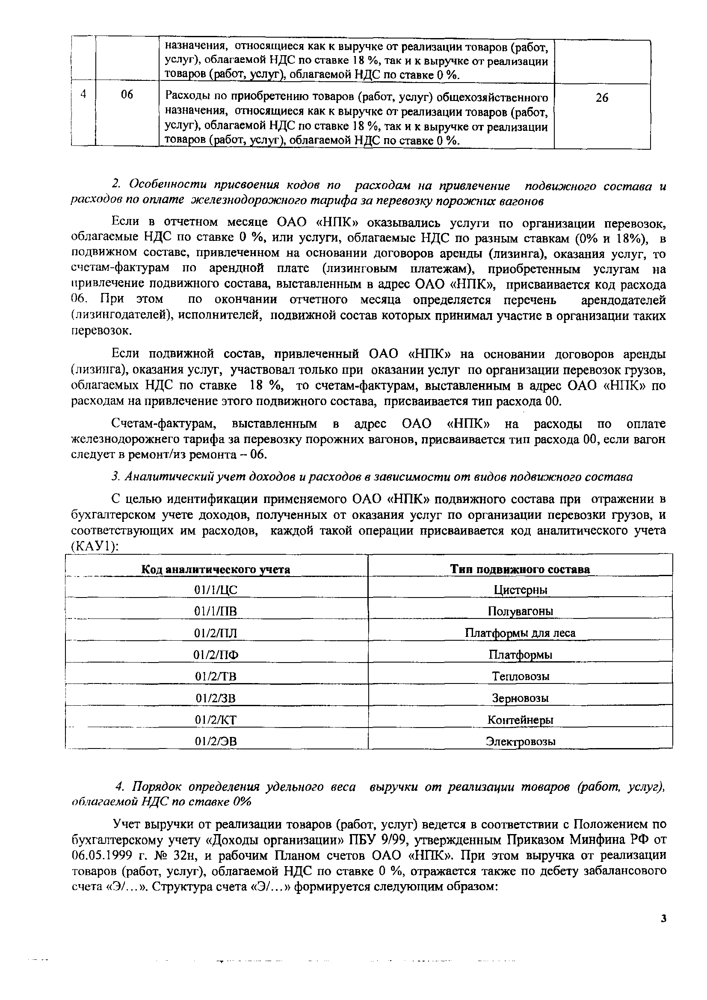 назначения, относящиеся как к выручке от реализации товаров (работ,
услуг), облагаемой НДС по ставке 18 %, так и к выручке от реализации
товаров (работ, услуг), облагаемой НДС по ставке 0 %.
4 06 Расходы по приобретению товаров (работ, услуг) общехозяйственного 26
назначения, относящиеся как к выручке от реализации товаров (работ,
услуг), облагаемой НДС по ставке 18 %, так и к выручке от реализации
товаров (работ, услуг), облагаемой НДС по ставке 0 %.
2. Особенности присвоения кодов по расходам на привлечение подвижного состава и
расходов по оплате железнодорожного тарифа за перевозку порожних вагонов
Если в отчетном месяце ОАО «НПК» оказывались услуги по организации перевозок,
облагаемые НДС по ставке 0 %, или услуги, облагаемые НДС по разным ставкам (0% и 18%), в
подвижном составе, привлеченном на основании договоров аренды (лизинга), оказания услуг, то
счетам-фактурам по арендной плате (лизинговым платежам), приобретенным услугам на
привлечение подвижного состава, выставленным в адрес ОАО «НПК», присваивается код расхода
06. При этом по окончании отчетного месяца определяется перечень арендодателей
(лизингодателей), исполнителей, подвижной состав которых принимал участие в организации таких
перевозок.
Если подвижной состав, привлеченный ОАО «НПК» на основании договоров аренды
(лизинга), оказания услуг, участвовал только при оказании услуг по организации перевозок грузов,
облагаемых НДС по ставке 18 %, то счетам-фактурам, выставленным в адрес ОАО «НПК» по
расходам на привлечение этого подвижного состава, присваивается тип расхода 00.
Счетам-фактурам, выставленным в адрес ОАО «НПК» на расходы по оплате
железнодорожнего тарифа за перевозку порожних вагонов, присваивается тип расхода 00, если вагон
следует в ремонт/из ремонта – 06.
3. Аналитический учет доходов и расходов в зависимости от видов подвижного состава
С целью идентификации применяемого ОАО «НПК» подвижного состава при отражении в
бухгалтерском учете доходов, полученных от оказания услуг по организации перевозки грузов, и
соответствующих им расходов, каждой такой операции присваивается код аналитического учета
(КАУ1):
Код аналитического учета Тип подвижного состава
01/1/ЦС Цистерны
01/1/ПВ Полувагоны
01/2/ПЛ Платформы для леса
01/2/ПФ Платформы
01/2/ТВ Тепловозы
01/2/ЗВ Зерновозы
01/2/КТ Контейнеры
01/2/ЭВ Электровозы
4. Порядок определения удельного веса выручки от реализации товаров (работ, услуг),
облагаемой НДС по ставке 0%
Учет выручки от реализации товаров (работ, услуг) ведется в соответствии с Положением по
бухгалтерскому учету «Доходы организации» ПБУ 9/99, утвержденным Приказом Минфина РФ от
06.05.1999 г. № 32н, и рабочим Планом счетов ОАО «НПК». При этом выручка от реализации
товаров (работ, услуг), облагаемой НДС по ставке 0 %, отражается также по дебету забалансового
счета «Э/...». Структура счета «Э/...» формируется следующим образом:
3